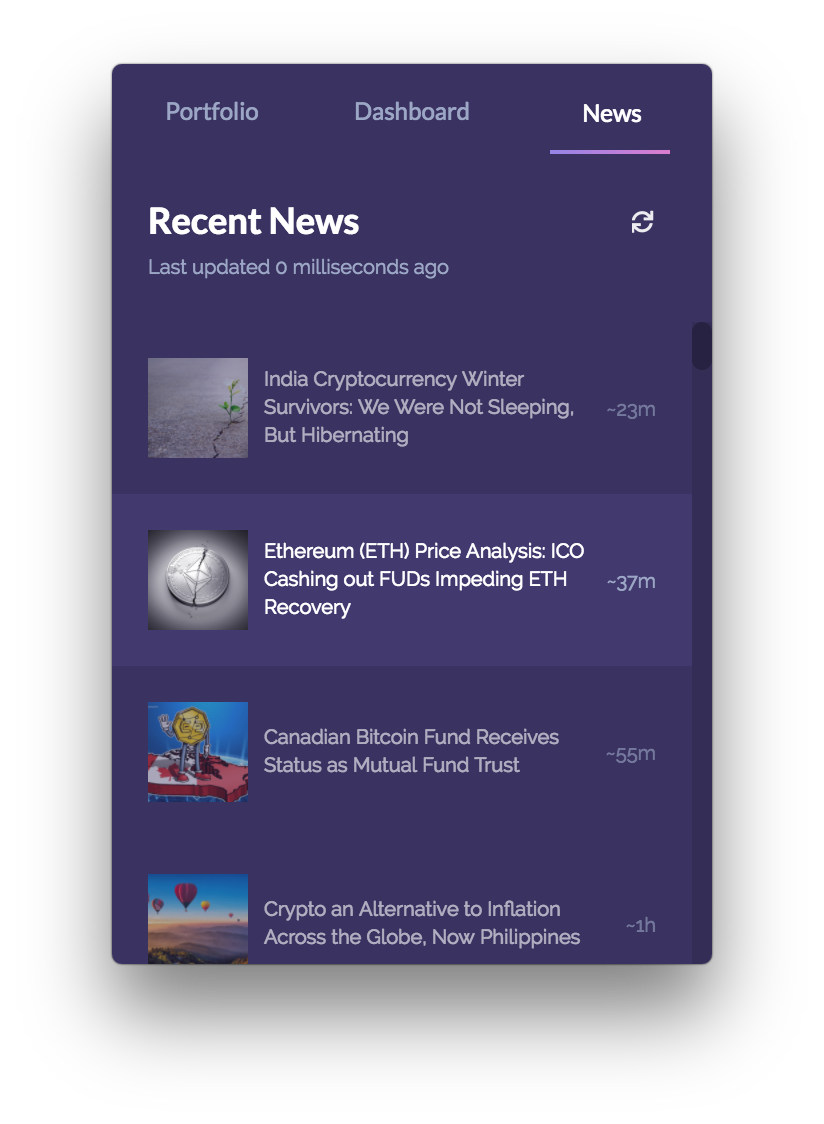 Portfolio Dashboard News
Recent News
Last updated 0 milliseconds ago
India Cryptocurrency Winter
Survivors: We Were Not Sleeping,
But Hibernating
~23m
Ethereum (ETH) Price Analysis: ICO
Cashing out FUDs Impeding ETH
Recovery
~37m
Canadian Bitcoin Fund Receives
Status as Mutual Fund Trust
~55m
Crypto an Alternative to Inflation
Across the Globe, Now Philippines
~1h